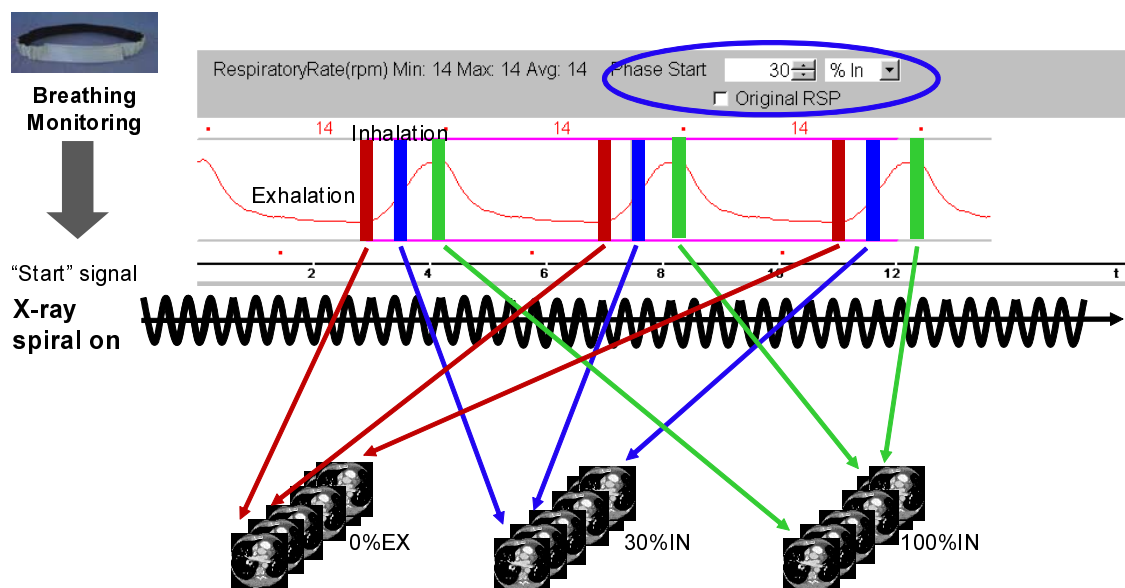 Breathing
Monitoring
RespiratoryRate(rpm) Min: 14 Max: 14 Avg: 14 Phase Start 30 % In
Original RSP
14 14 14
Inhalation
Exhalation
2 4 6 8 10 12 t
“Start” signal
X-ray
spiral on
0%EX 30%IN 100%IN